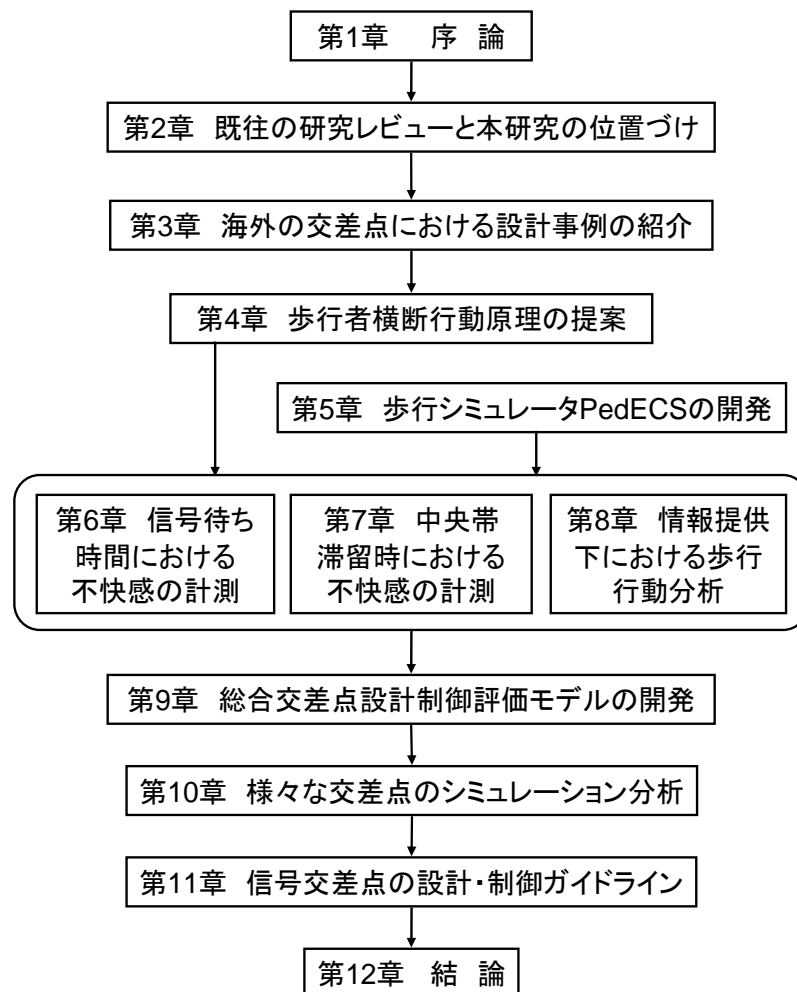 第1章 序 論
第2章 既往の研究レビューと本研究の位置づけ
第3章 海外の交差点における設計事例の紹介
第4章 歩行者横断行動原理の提案
第5章 歩行シミュレータPedECSの開発
第6章 信号待ち
時間における
不快感の計測
第7章 中央帯
滞留時における
不快感の計測
第8章 情報提供
下における歩行
行動分析
第9章 総合交差点設計制御評価モデルの開発
第10章 様々な交差点のシミュレーション分析
第11章 信号交差点の設計・制御ガイドライン
第12章 結 論